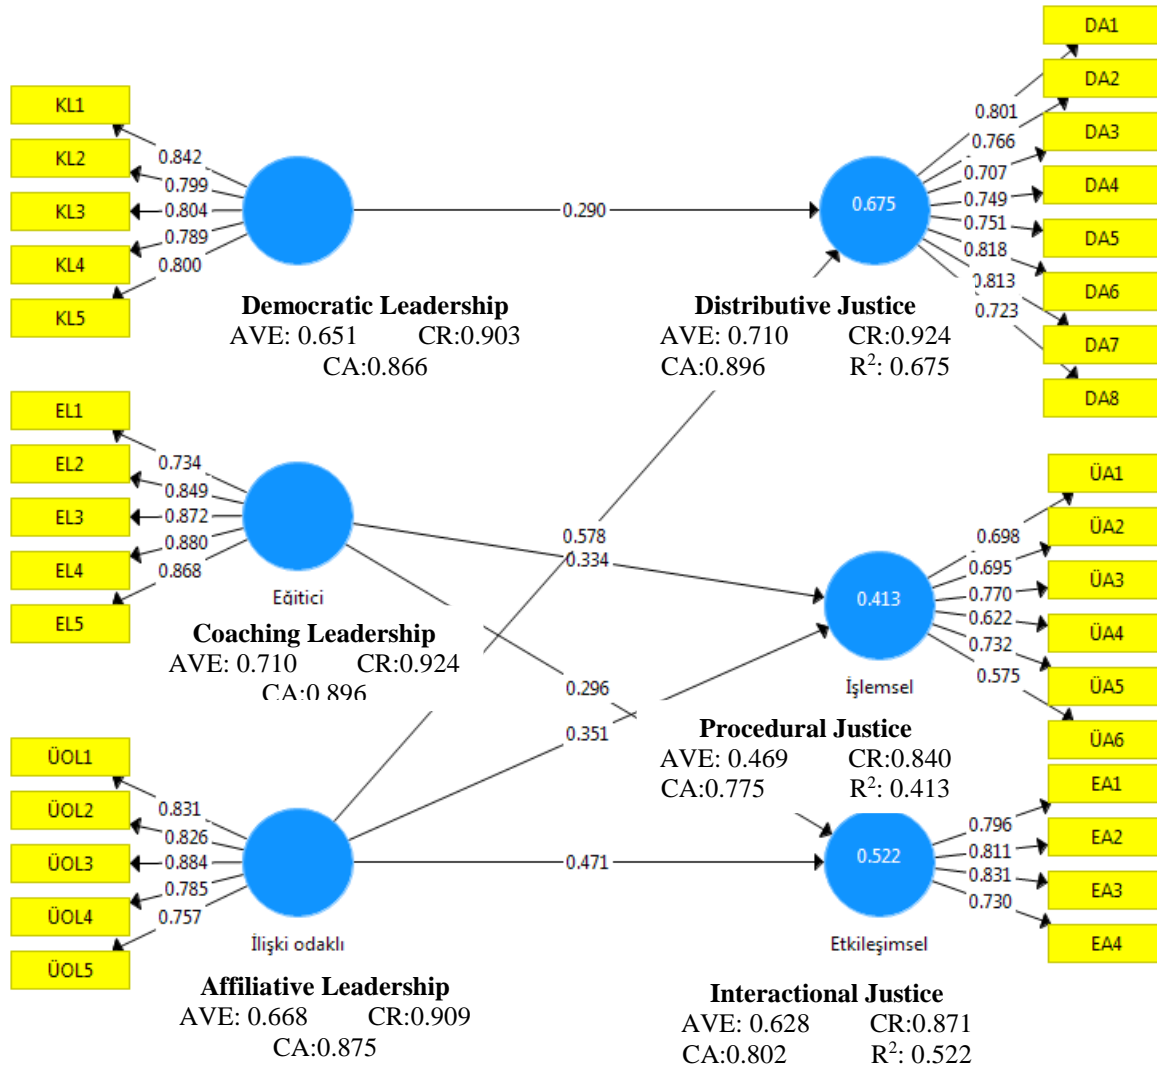 DA1
DA2
DA3
DA4
DA5
DA6
DA7
DA8
0.801
0.766
0.707
0.749
0.751
0.818
0.813
0.723
KL1
KL2
KL3
KL4
KL5
0.842
0.799
0.804
0.789
0.800
0.290
0.675
Democratic Leadership
AVE: 0.651 CR:0.903
CA:0.866
Distributive Justice
AVE: 0.710 CR:0.924
CA:0.896 R²: 0.675
EL1
EL2
EL3
EL4
EL5
0.734
0.849
0.872
0.880
0.868
Eğitici
Coaching Leadership
AVE: 0.710 CR:0.924
CA:0.896
0.578
0.334
0.296
0.351
0.413
İşlemsel
ÜA1
ÜA2
ÜA3
ÜA4
ÜA5
ÜA6
0.698
0.695
0.770
0.622
0.732
0.575
Procedural Justice
AVE: 0.469 CR:0.840
CA:0.775 R²: 0.413
ÜOL1
ÜOL2
ÜOL3
ÜOL4
ÜOL5
0.831
0.826
0.884
0.785
0.757
İlişki odaklı
0.471
0.522
Etkileşimsel
EA1
EA2
EA3
EA4
0.796
0.811
0.831
0.730
Affiliative Leadership
AVE: 0.668 CR:0.909
CA:0.875
Interactional Justice
AVE: 0.628 CR:0.871
CA:0.802 R²: 0.522